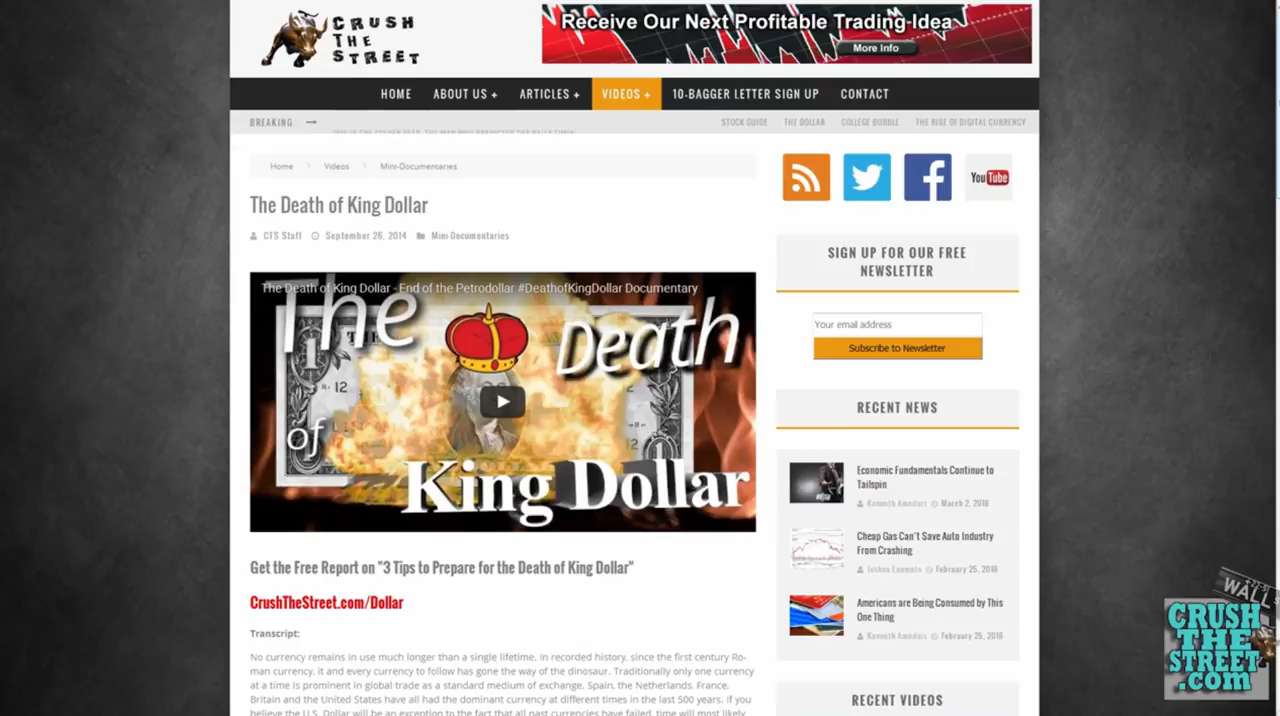 CRUSH
THE
STREET
Receive Our Next Profitable Trading Idea
More Info
HOME ABOUT US + ARTICLES + VIDEOS + 10-BAGGER LETTER SIGN UP CONTACT
BREAKING
STOCK GUIDE THE DOLLAR COLLEGE BUBBLE THE RISE OF DIGITAL CURRENCY
Home Videos Mini-Documentaries
The Death of King Dollar
CTS Staff September 26, 2014 Mini-Documentaries
The Death of King Dollar - End of the Petrodollar #DeathofKingDollar Documentary
The
Death
of
King Dollar
Get the Free Report on "3 Tips to Prepare for the Death of King Dollar"
CrushTheStreet.com/Dollar
Transcript:
No currency remains in use much longer than a single lifetime. In recorded history, since the first century Ro-
man currency, it and every currency to follow has gone the way of the dinosaur. Traditionally only one currency
at a time is prominent in global trade as a standard medium of exchange. Spain, the Netherlands, France,
Britain and the United States have all had the dominant currency at different times in the last 500 years. If you
believe the U.S. Dollar will be an exception to the fact that all past currencies have failed, time will most likely
You Tube
SIGN UP FOR OUR FREE
NEWSLETTER
Your email address
Subscribe to Newsletter
RECENT NEWS
Economic Fundamentals Continue to
Tailspin
Kenneth Ameduri March 2, 2016
Cheap Gas Can't Save Auto Industry
From Crashing
February 25, 2016
Americans are Being Consumed by This
One Thing
Kenneth Ameduri February 25, 2016
RECENT VIDEOS
WALL
CRUSH
THE
STREET
.com